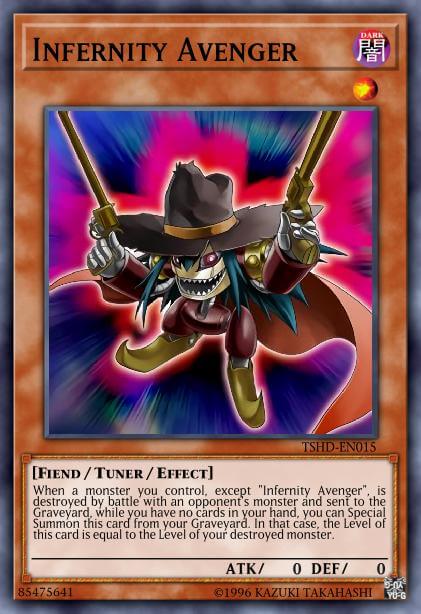 INFERNITY AVENGER
DARK
闇
TSHD-EN015
[FIEND / TUNER / EFFECT]
When a monster you control, except "Infernity Avenger", is
destroyed by battle with an opponent's monster and sent to the
Graveyard, while you have no cards in your hand, you can Special
Summon this card from your Graveyard. In that case, the Level of
this card is equal to the Level of your destroyed monster.
ATK/ 0 DEF/ 0
85475641
©1996 KAZUKI TAKAHASHI